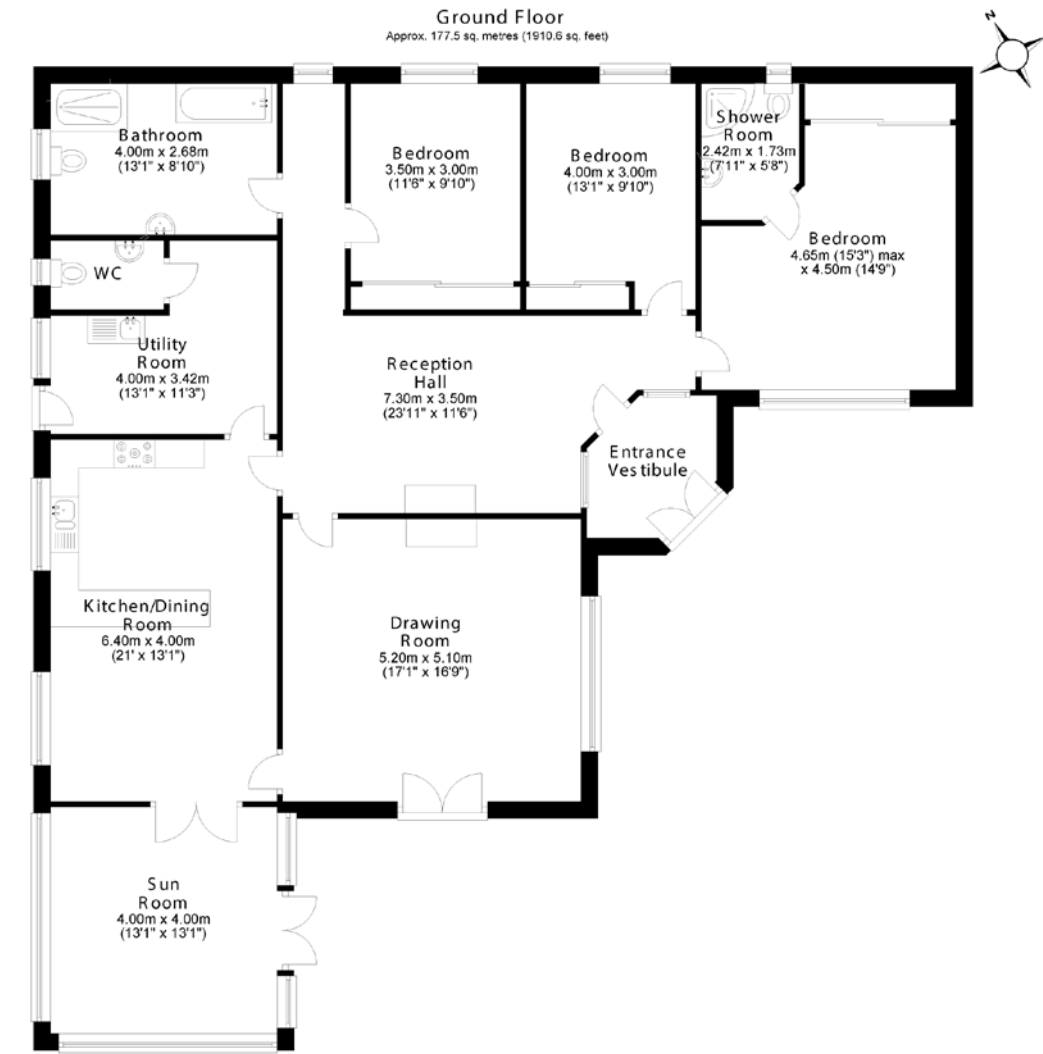 Ground Floor
Approx. 177.5 sq. metres (1910.6 sq. feet)
N
Bathroom
4.00m x 2.68m
(13'1" x 8'10")
Bedroom
3.50m x 3.00m
(11'6" x 9'10")
Bedroom
4.00m x 3.00m
(13'1" x 9'10")
Shower
Room
2.42m x 1.73m
(7'11" x 5'8")
Bedroom
4.65m (15'3") max
x 4.50m (14'9")
WC
Utility
Room
4.00m x 3.42m
(13'1" x 11'3")
Reception
Hall
7.30m x 3.50m
(23'11" x 11'6")
Entrance
Vestibule
Kitchen/Dining
Room
6.40m x 4.00m
(21' x 13'1")
Drawing
Room
5.20m x 5.10m
(17'1" x 16'9")
Sun
Room
4.00m x 4.00m
(13'1" x 13'1")